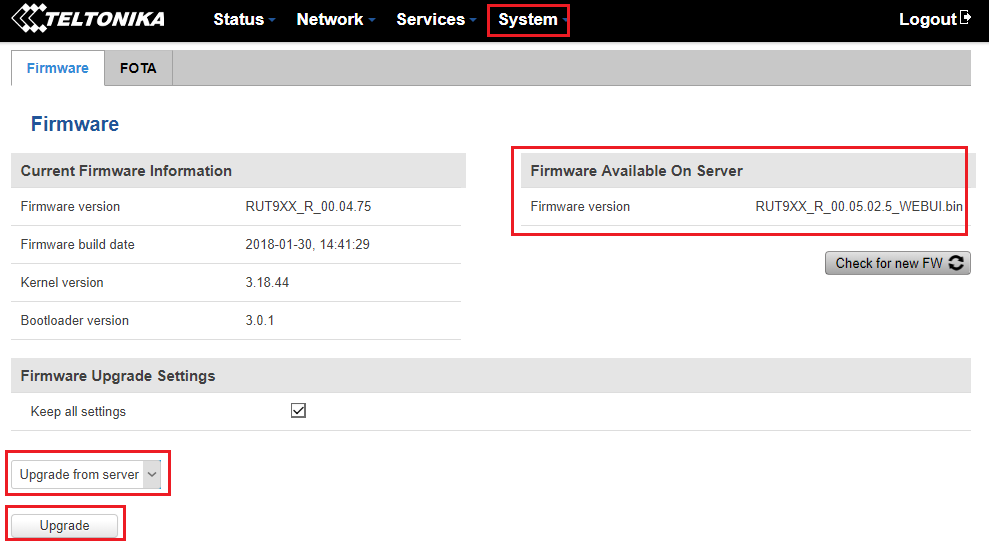 TELTONIKA Status Network Services System Logout
Firmware FOTA
Firmware
Current Firmware Information
Firmware version RUT9XX_R_00.04.75
Firmware build date 2018-01-30, 14:41:29
Kernel version 3.18.44
Bootloader version 3.0.1
Firmware Available On Server
Firmware version RUT9XX_R_00.05.02.5_WEBUI.bin
Check for new FW
Firmware Upgrade Settings
Keep all settings
Upgrade from server
Upgrade